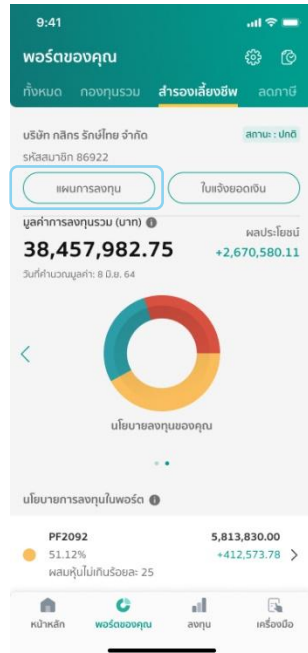 9:41
พอร์ตของคุณ
ทั้งหมด กองทุนรวม สำรองเลี้ยงชีพ ลดภาษี
บริษัท กสิกร รักษ์ไทย จำกัด สถานะ : ปกติ
รหัสสมาชิก 86922
แผนการลงทุน ใบแจ้งยอดเงิน
มูลค่าการลงทุนรวม (บาท)
ผลประโยชน์
38,457,982.75 +2,670,580.11
วันที่คำนวณมูลค่า: 8 มิ.ย. 64
นโยบายลงทุนของคุณ
นโยบายการลงทุนในพอร์ต
PF2092 5,813,830.00
51.12% +412,573.78
ผสมหุ้นไม่เกินร้อยละ 25
หน้าหลัก พอร์ตของคุณ ลงทุน เครื่องมือ